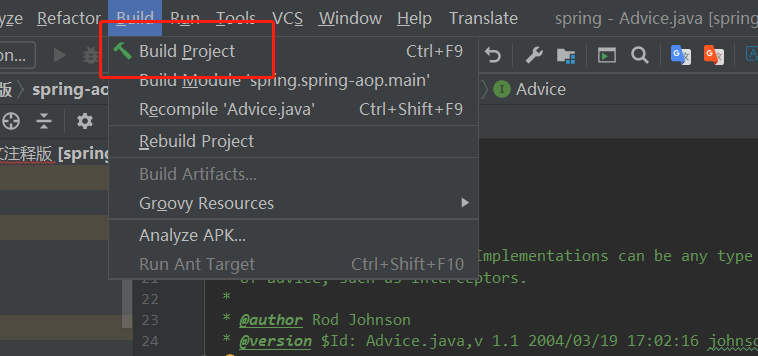 yze Refactor Build Run Tools VCS Window Help Translate spring - Advice.java [spring
on...
Build Project Ctrl+F9
版 spring-ao Build Module 'spring.spring-aop.main' Advice
Recompile 'Advice.java' Ctrl+Shift+F9
Rebuild Project
文注释版 [spring
Build Artifacts...
Groovy Resources
Analyze APK...
Implementations can be any type
Run Ant Target Ctrl+Shift+F10
21 of advice, such as interceptors.
22 *
23 * @author Rod Johnson
24 * @version $Id: Advice.java,v 1.1 2004/03/19 17:02:16 johnso